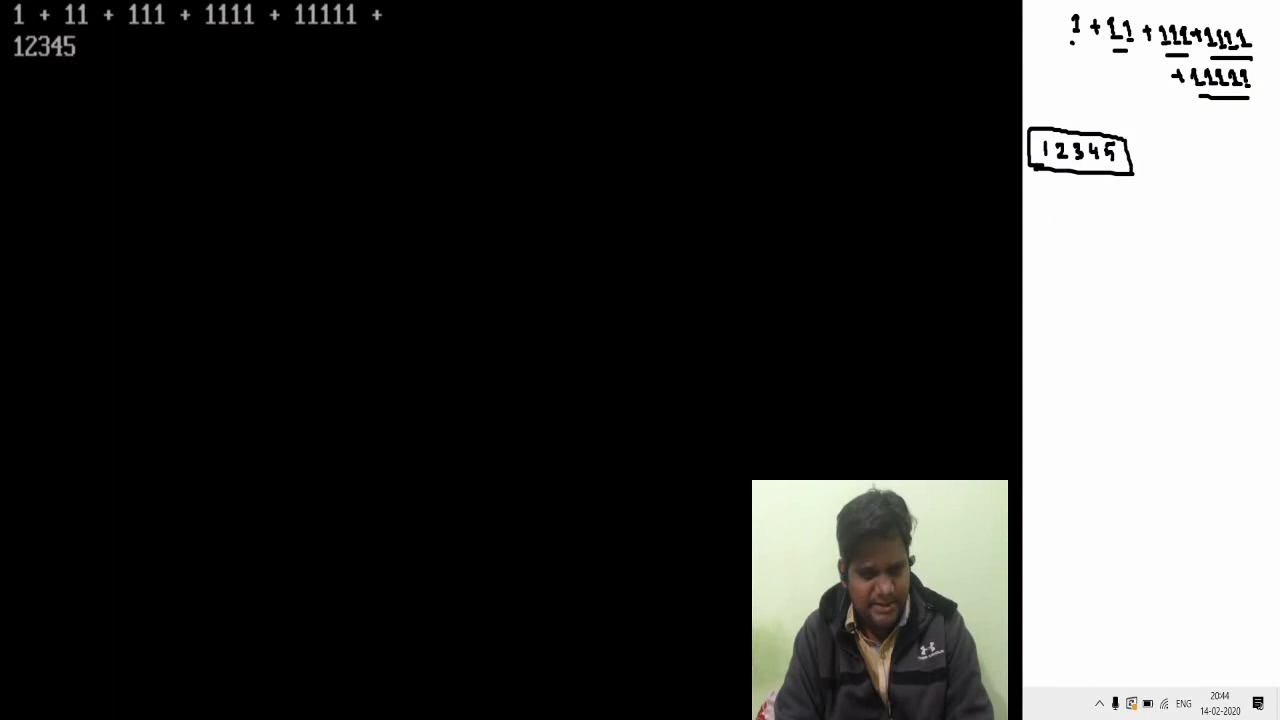 1 + 11 + 111 + 1111 + 11111 +
12345
1 + 11 + 111 + 1111
+ 11111
12345
ENG
20:44
14-02-2020